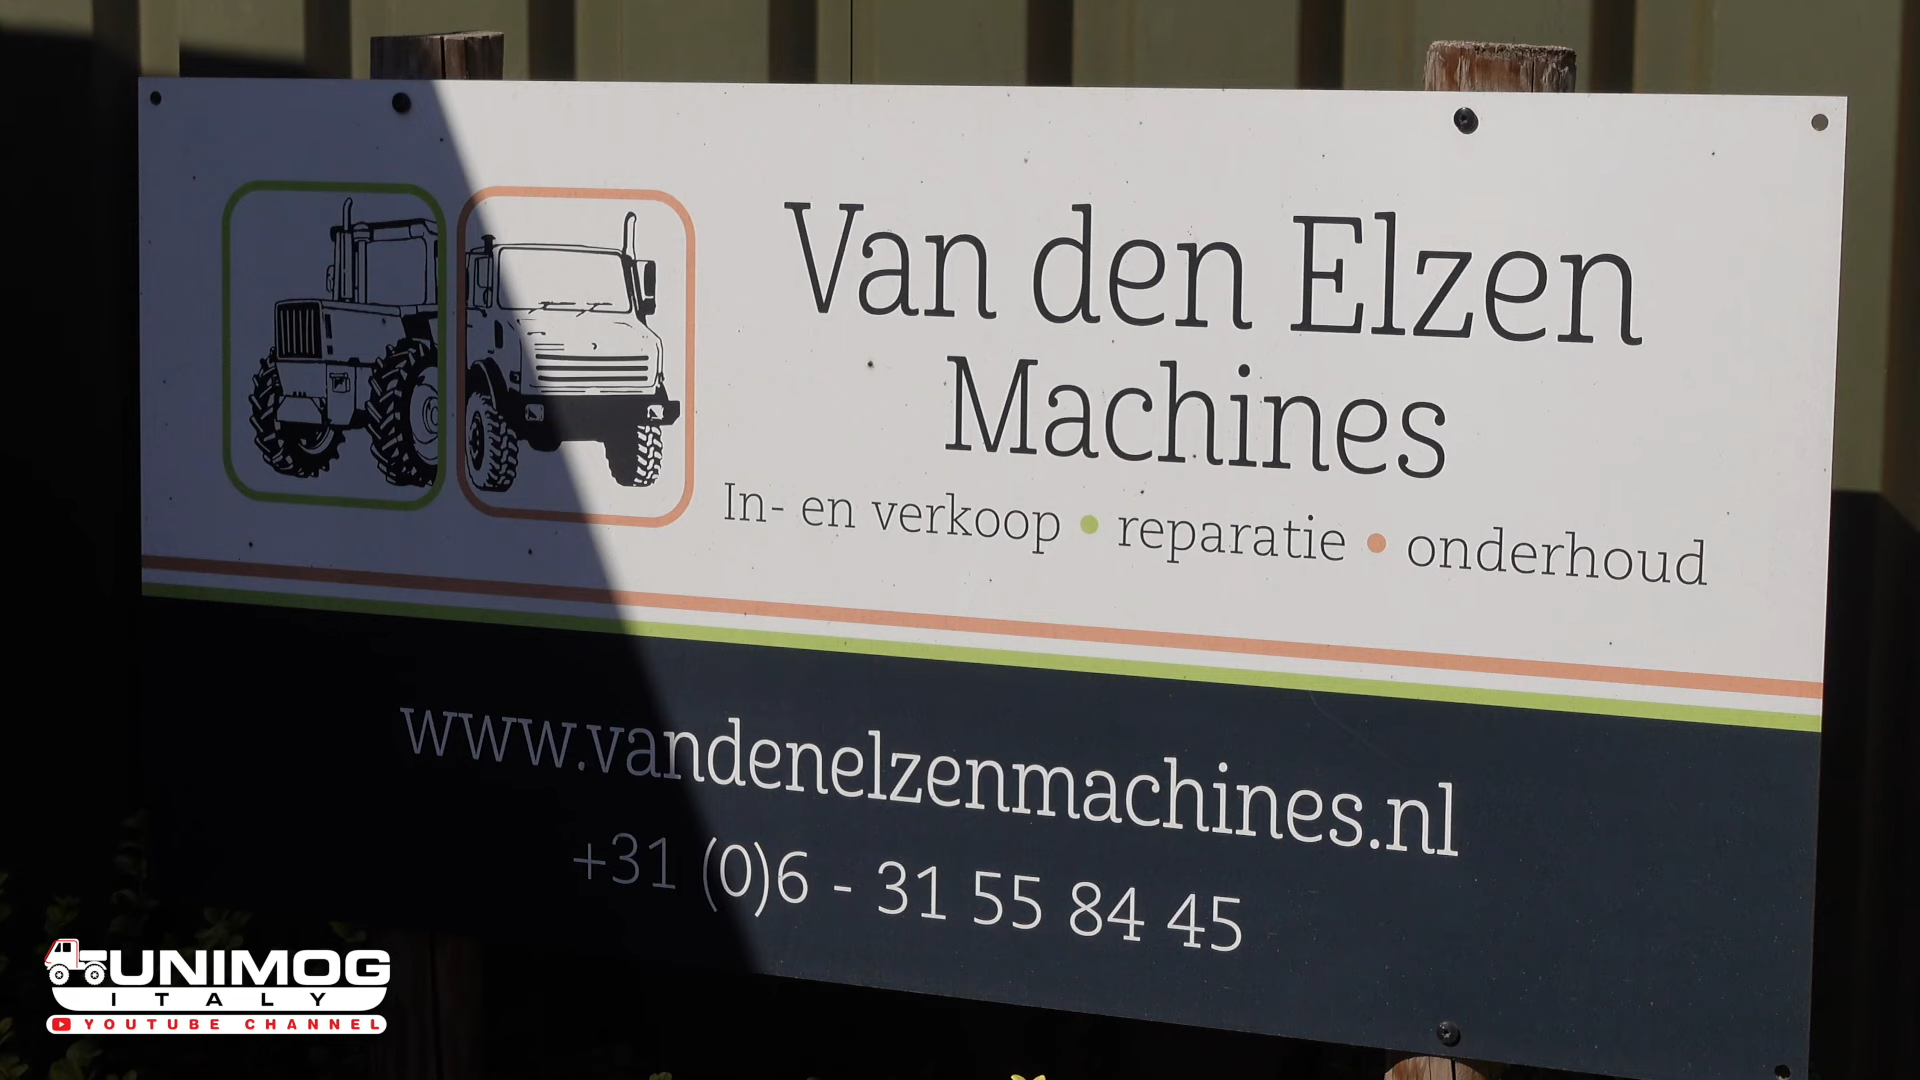 Van den Elzen
Machines
In- en verkoop • reparatie • onderhoud
www.vandenelzenmachines.nl
+31 (0)6 - 31 55 84 45
UNIMOG
ITALY
YOUTUBE CHANNEL